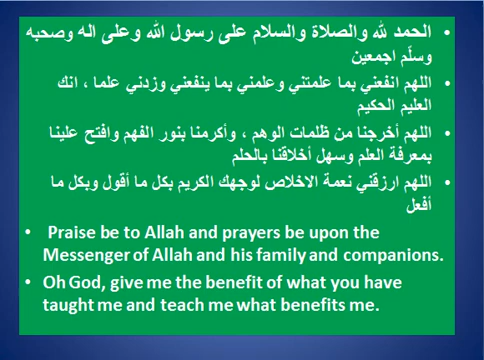 • الحمد لله والصلاة والسلام على رسول الله وعلى اله وصحبه
وسلّم اجمعين
• اللهم انفعني بما علمتني وعلمني بما ينفعني وزدني علما ، انك
العليم الحكيم
• اللهم أخرجنا من ظلمات الوهم ، وأكرمنا بنور الفهم وافتح علينا
بمعرفة العلم وسهل أخلاقنا بالحلم
• اللهم ارزقني نعمة الاخلاص لوجهك الكريم بكل ما أقول وبكل ما
أفعل
• Praise be to Allah and prayers be upon the
Messenger of Allah and his family and companions.
• Oh God, give me the benefit of what you have
taught me and teach me what benefits me.